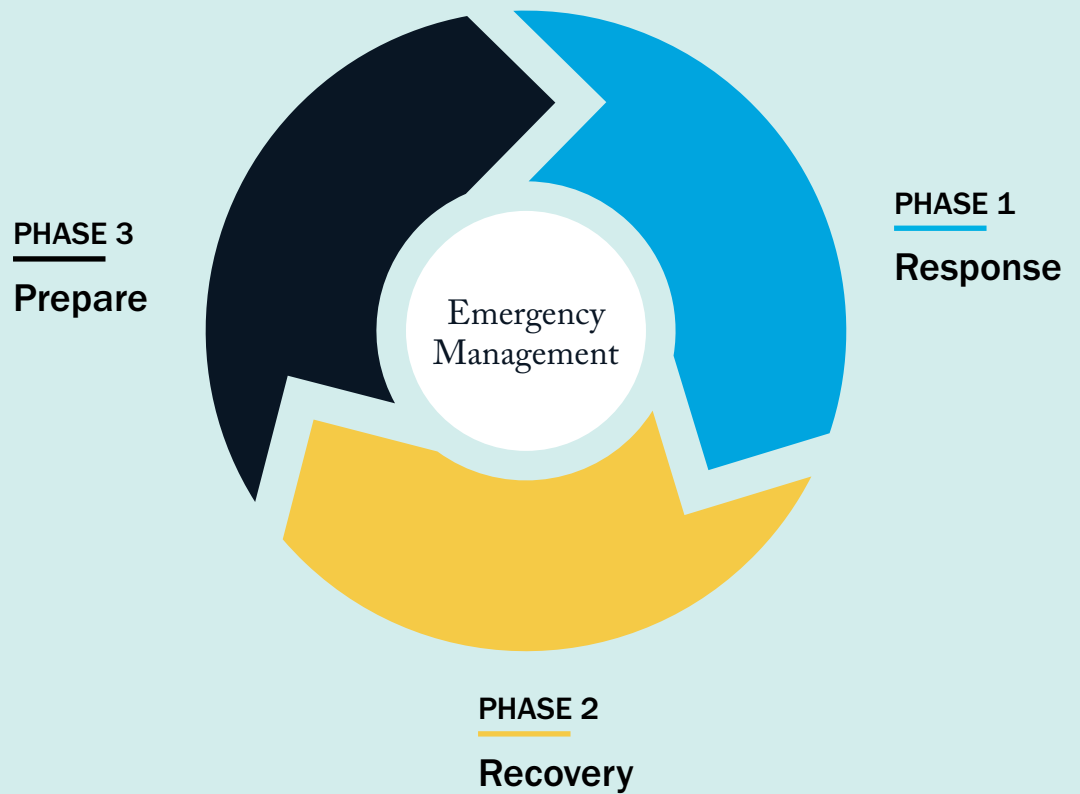 PHASE 1
Response
PHASE 2
Recovery
PHASE 3
Prepare
Emergency
Management